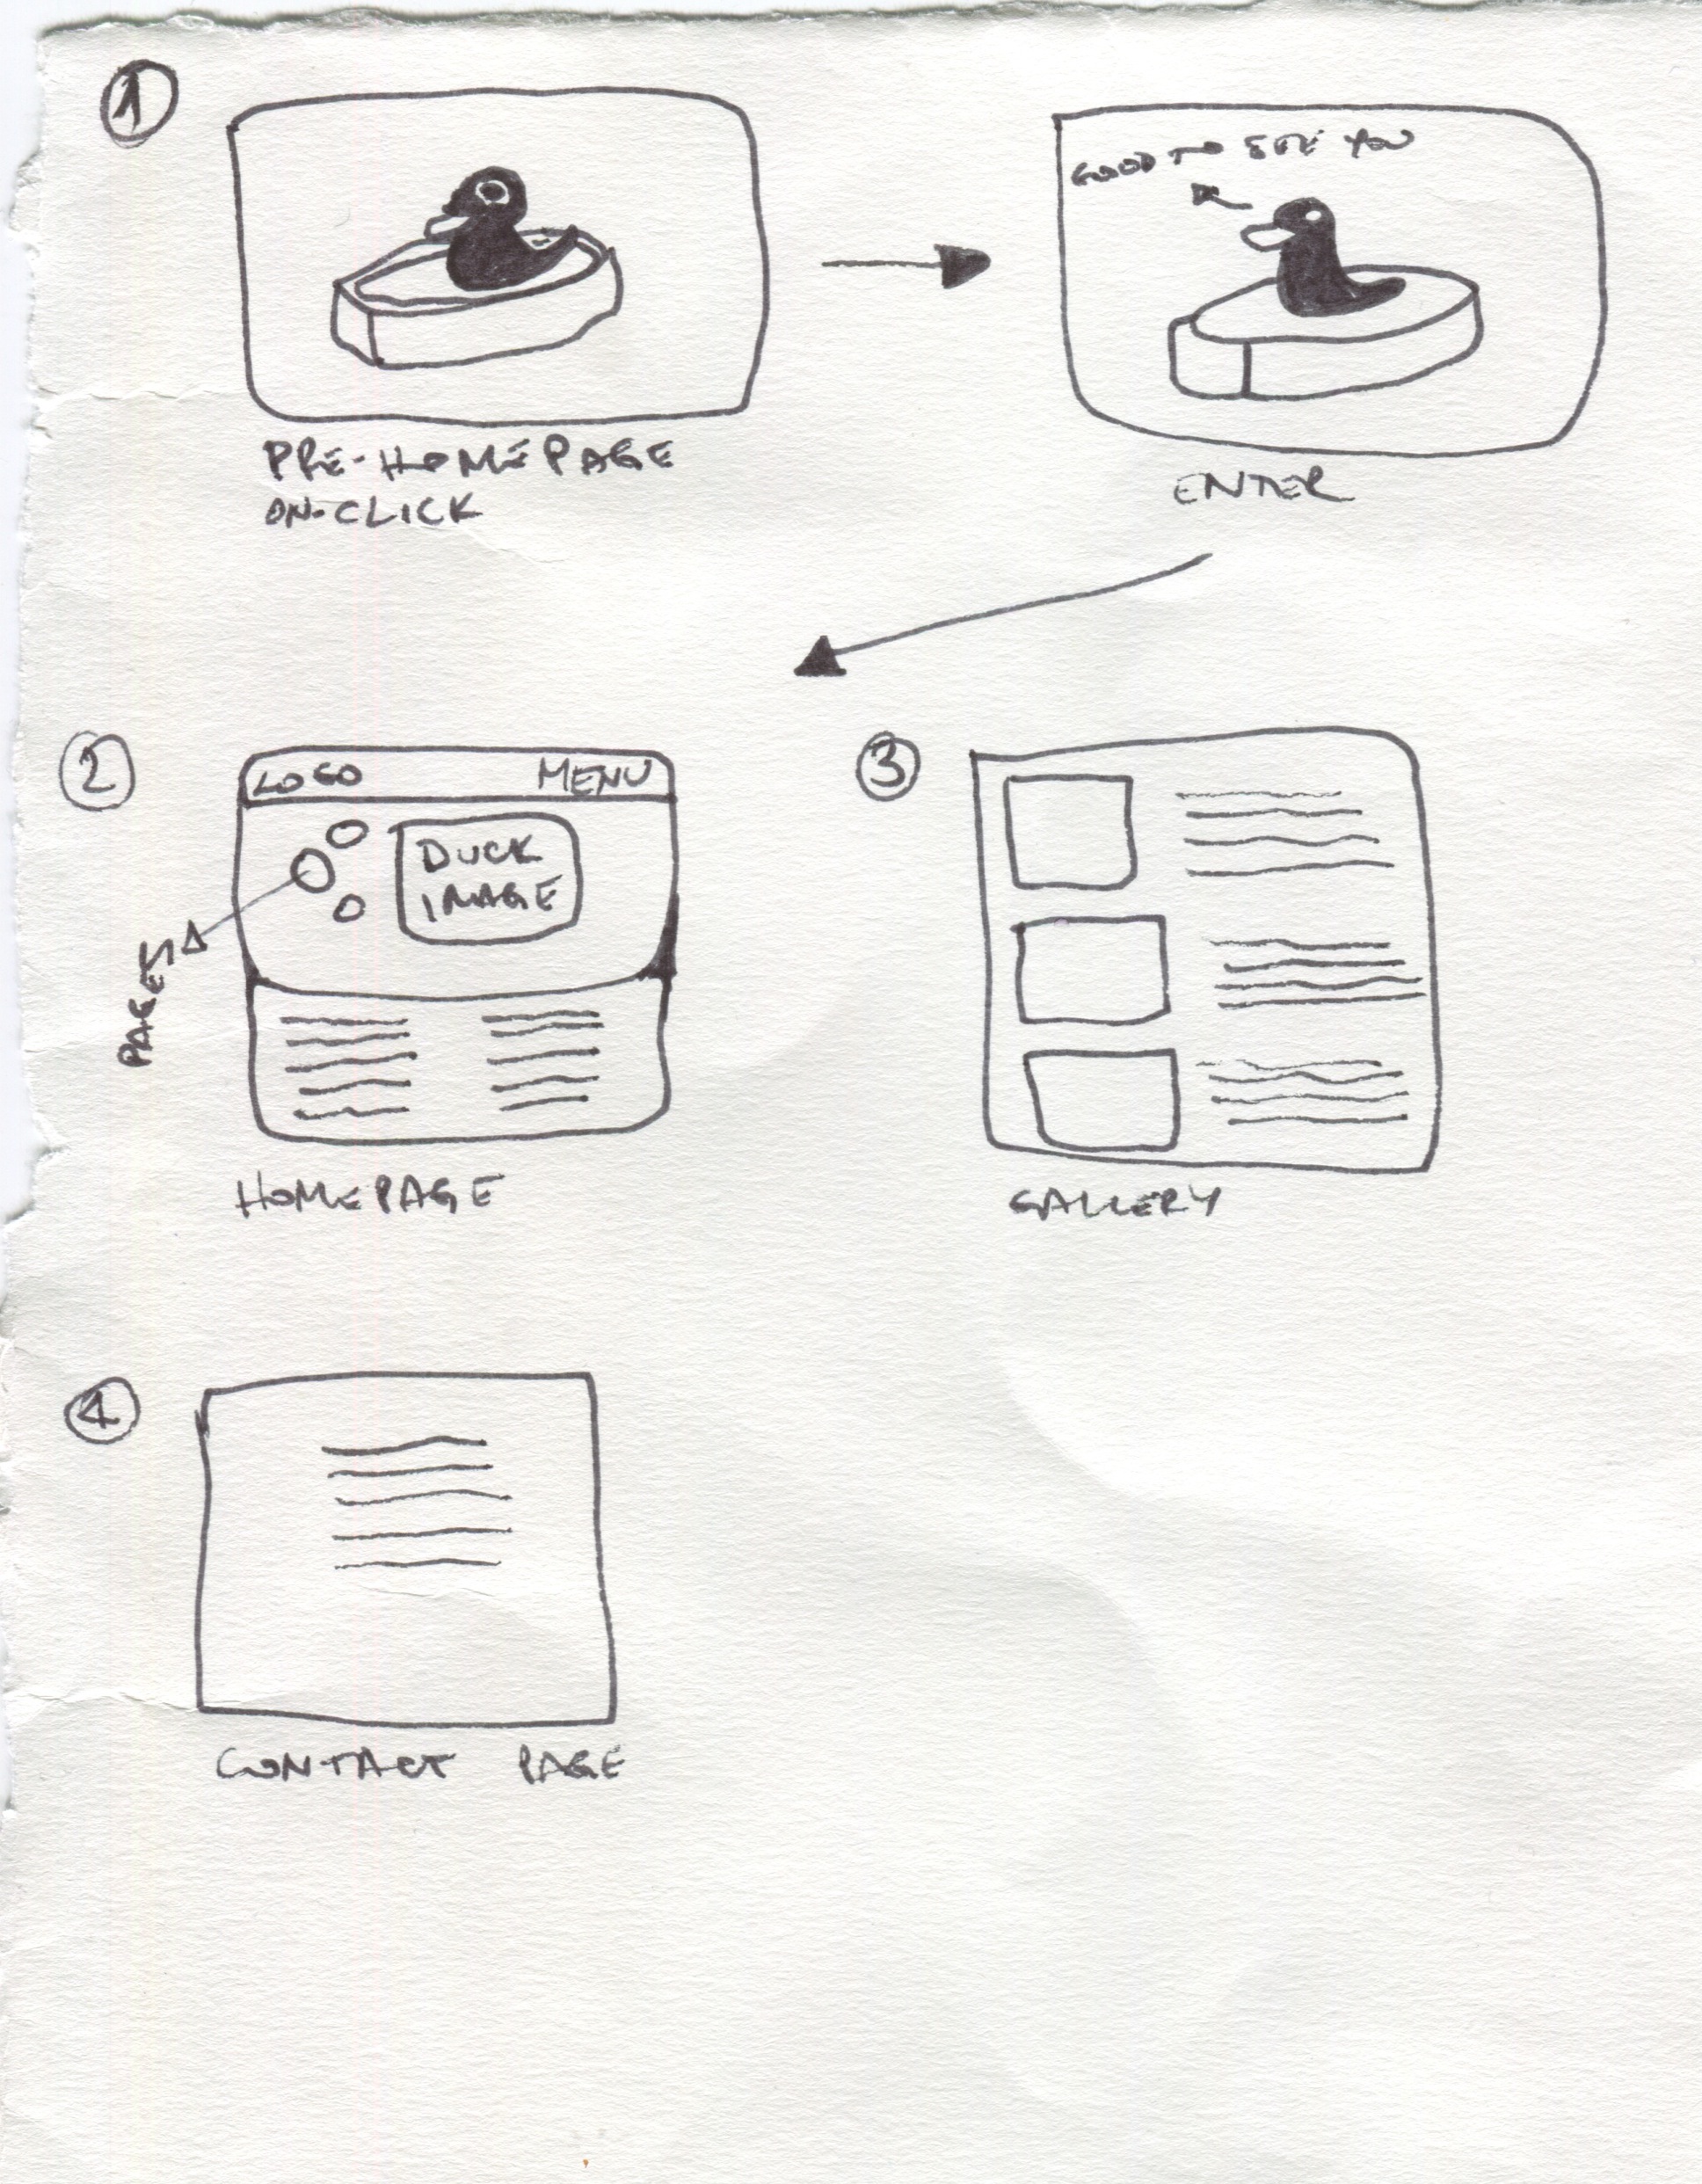 1
GOOD TO SEE YOU
PRE-HOMEPAGE
ON-CLICK
ENTER
2
LOGO MENU
DUCK
IMAGE
PAGES
HOMEPAGE
3
GALLERY
4
CONTACT PAGE